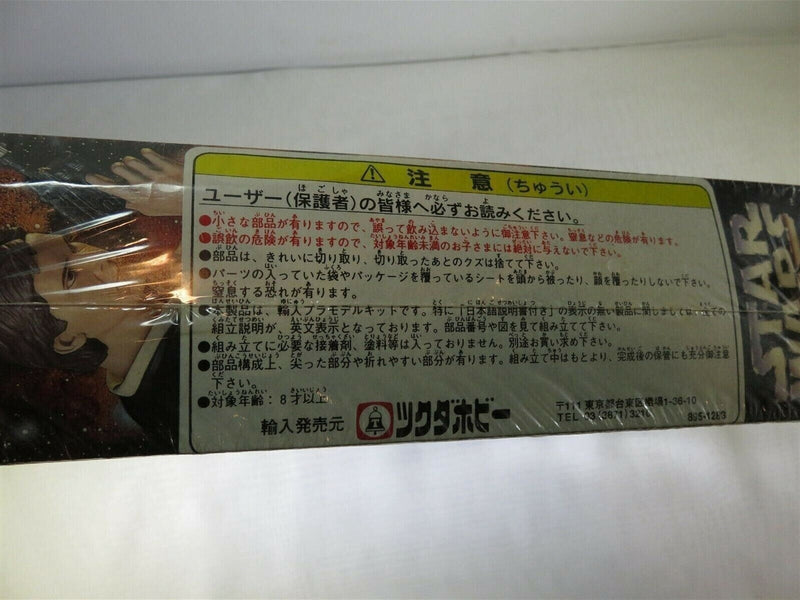 ⚠ 注 意 (ちゅうい)
ユーザー(保護者)の皆様へ必ずお読みください。
●小さな部品が有りますので、誤って飲み込まないように御注意下さい。窒息などの危険が有ります。
●誤飲の危険が有りますので、対象年齢未満のお子さまには絶対に与えないで下さい。
●部品は、きれいに切り取り、切り取ったあとのクズは捨て下さい。
●パーツの入っていた袋やパッケージを覆っているシートを頭から被ったり、顔を覆ったりしないで下さい。
窒息する恐れが有ります。
●本製品は、輸入プラモデルキットです。特に「日本語説明書付き」の表示の無い製品に関しましては、全ての
組立説明が、英文表示となっております。部品番号や図を見て組み立てて下さい。
●組み立てに必要な接着剤、塗料等は入っておりません。別途お買い求め下さい。
●部品構成上、尖った部分や折れやすい部分が有ります。組み立て中はもとより、完成後の保管にも充分御注意
下さい。
●対象年齢:8才以上
輸入発売元 ツクダホビー
〒111 東京都台東区 1-36-10
TEL 03(3871)
STAR
WARS